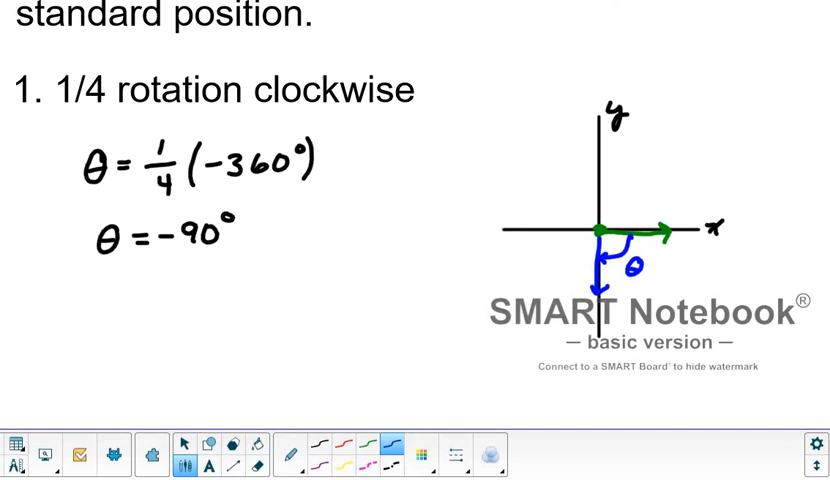 standard position.
1. 1/4 rotation clockwise
θ = 1/4 (-360°)
θ = -90°
y
x
θ
SMART Notebook®
— basic version —
Connect to a SMART Board™ to hide watermark